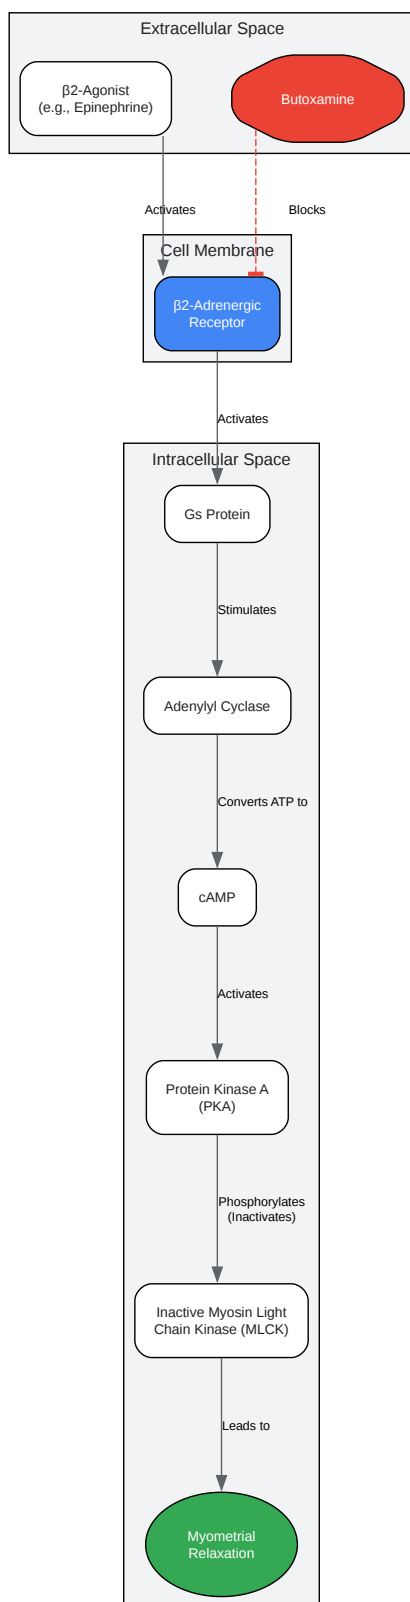 Extracellular Space
β2-Agonist
(e.g., Epinephrine)
Butoxamine
Activates
Blocks
Cell Membrane
β2-Adrenergic
Receptor
Activates
Intracellular Space
Gs Protein
Stimulates
Adenylyl Cyclase
Converts ATP to
cAMP
Activates
Protein Kinase A
(PKA)
Phosphorylates
(Inactivates)
Inactive Myosin Light
Chain Kinase (MLCK)
Leads to
Myometrial
Relaxation